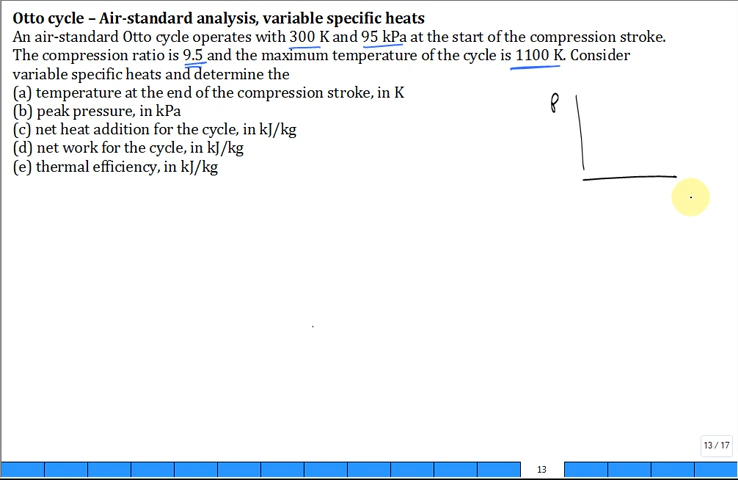 Otto cycle – Air-standard analysis, variable specific heats
An air-standard Otto cycle operates with 300 K and 95 kPa at the start of the compression stroke.
The compression ratio is 9.5 and the maximum temperature of the cycle is 1100 K. Consider
variable specific heats and determine the
(a) temperature at the end of the compression stroke, in K
(b) peak pressure, in kPa
(c) net heat addition for the cycle, in kJ/kg
(d) net work for the cycle, in kJ/kg
(e) thermal efficiency, in kJ/kg
P
13 / 17
13